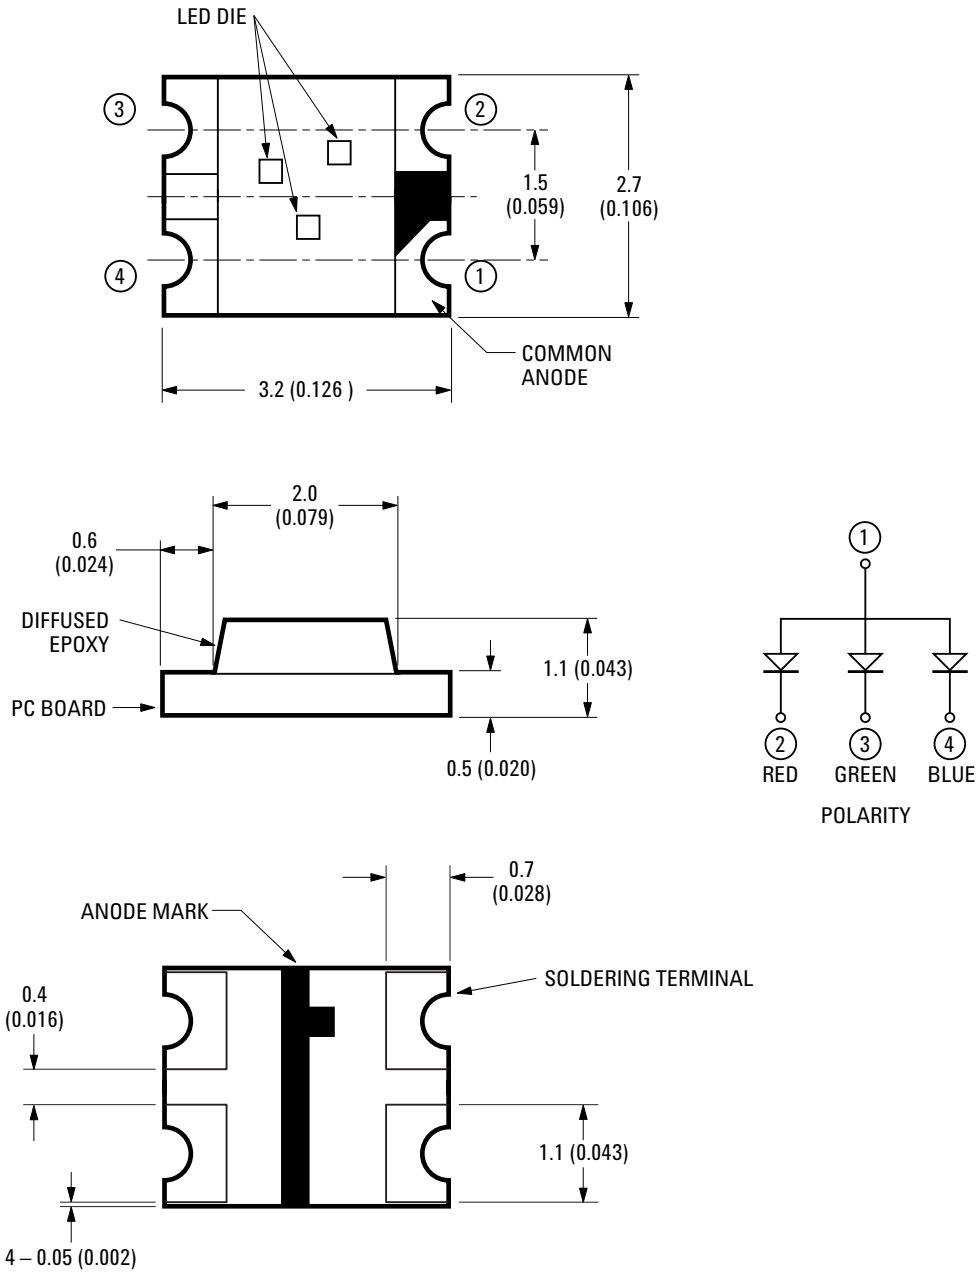 LED DIE
3
2
1.5
(0.059)
2.7
(0.106)
4
1
COMMON
ANODE
3.2 (0.126 )
2.0
(0.079)
0.6
(0.024)
DIFFUSED
EPOXY
1.1 (0.043)
PC BOARD
0.5 (0.020)
1
2
3
4
RED
GREEN
BLUE
POLARITY
0.7
(0.028)
ANODE MARK
SOLDERING TERMINAL
0.4
(0.016)
1.1 (0.043)
4 – 0.05 (0.002)